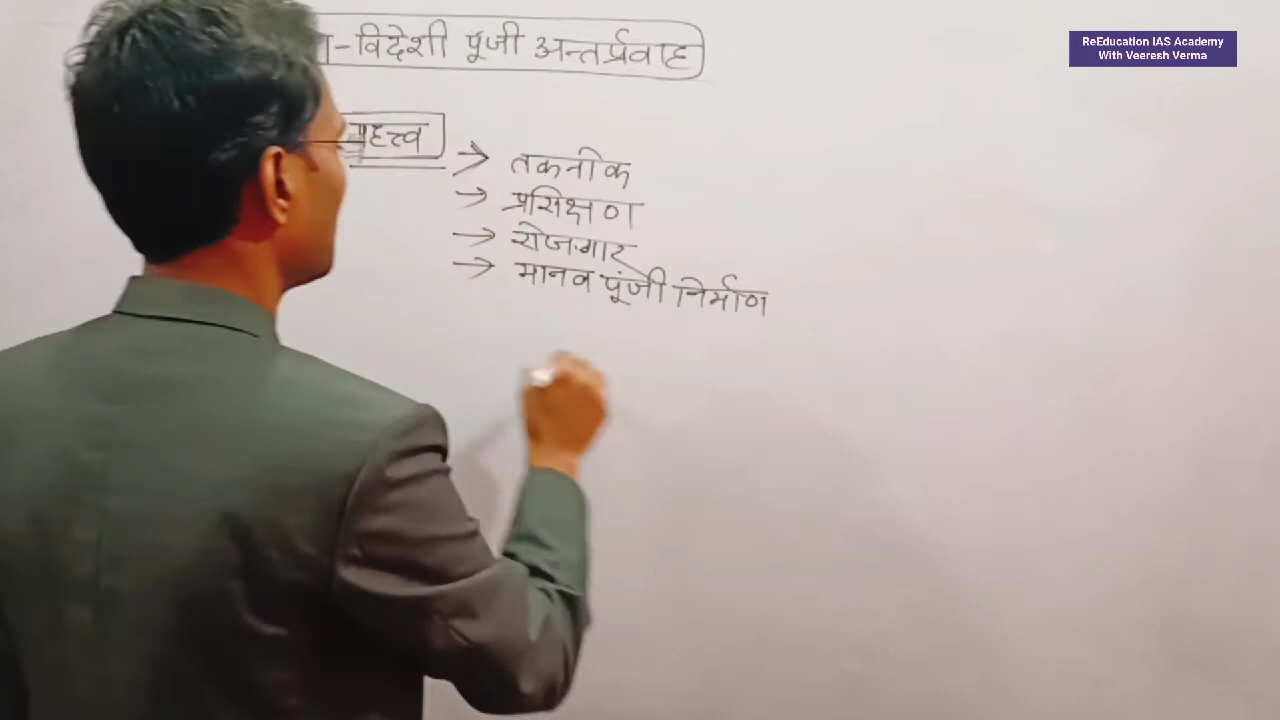 -विदेशी पूंजी अन्तर्प्रवाह
महत्त्व
→ तकनीक
→ प्रसिक्षण
→ रोजगार
→ मानव पूंजी निर्माण
ReEducation IAS Academy
With Veeresh Verma